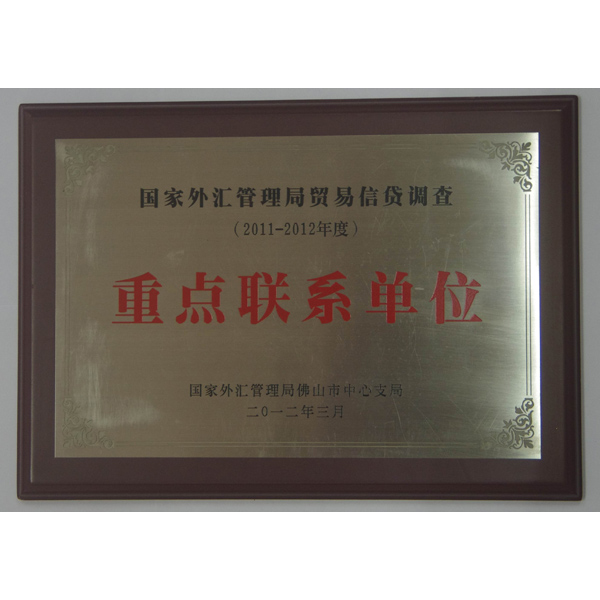 国家外汇管理局贸易信贷调查
（2011-2012年度）
重点联系单位
国家外汇管理局佛山市中心支局
二〇一二年三月